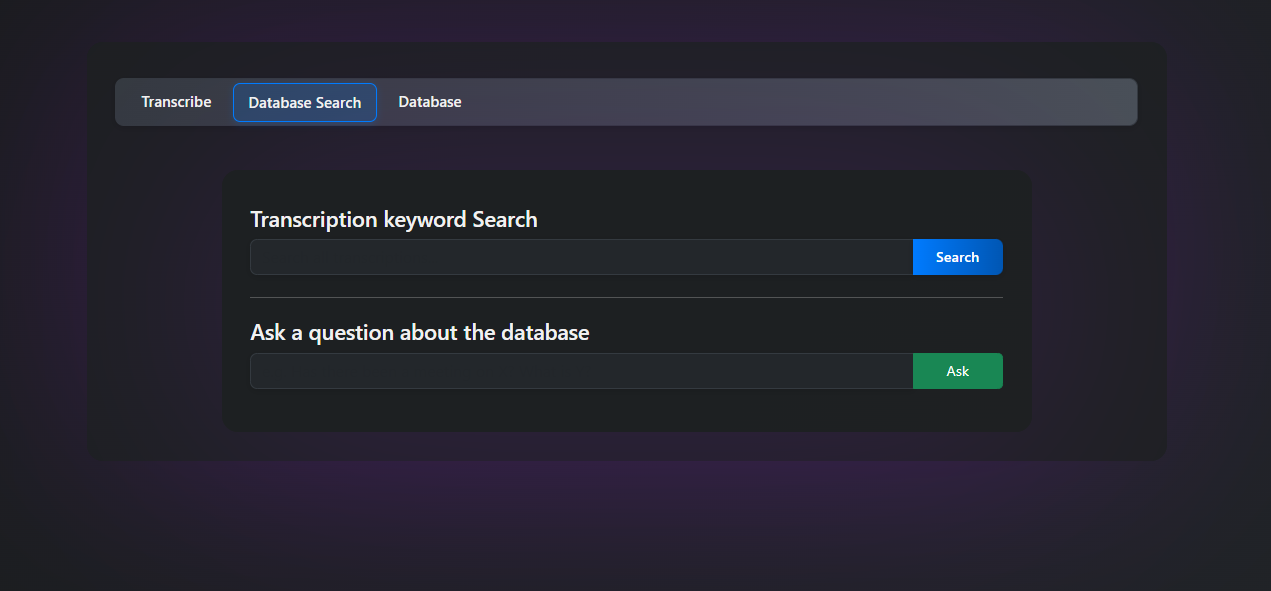 Transcribe Database Search Database
Transcription keyword Search
Search
Ask a question about the database
Ask